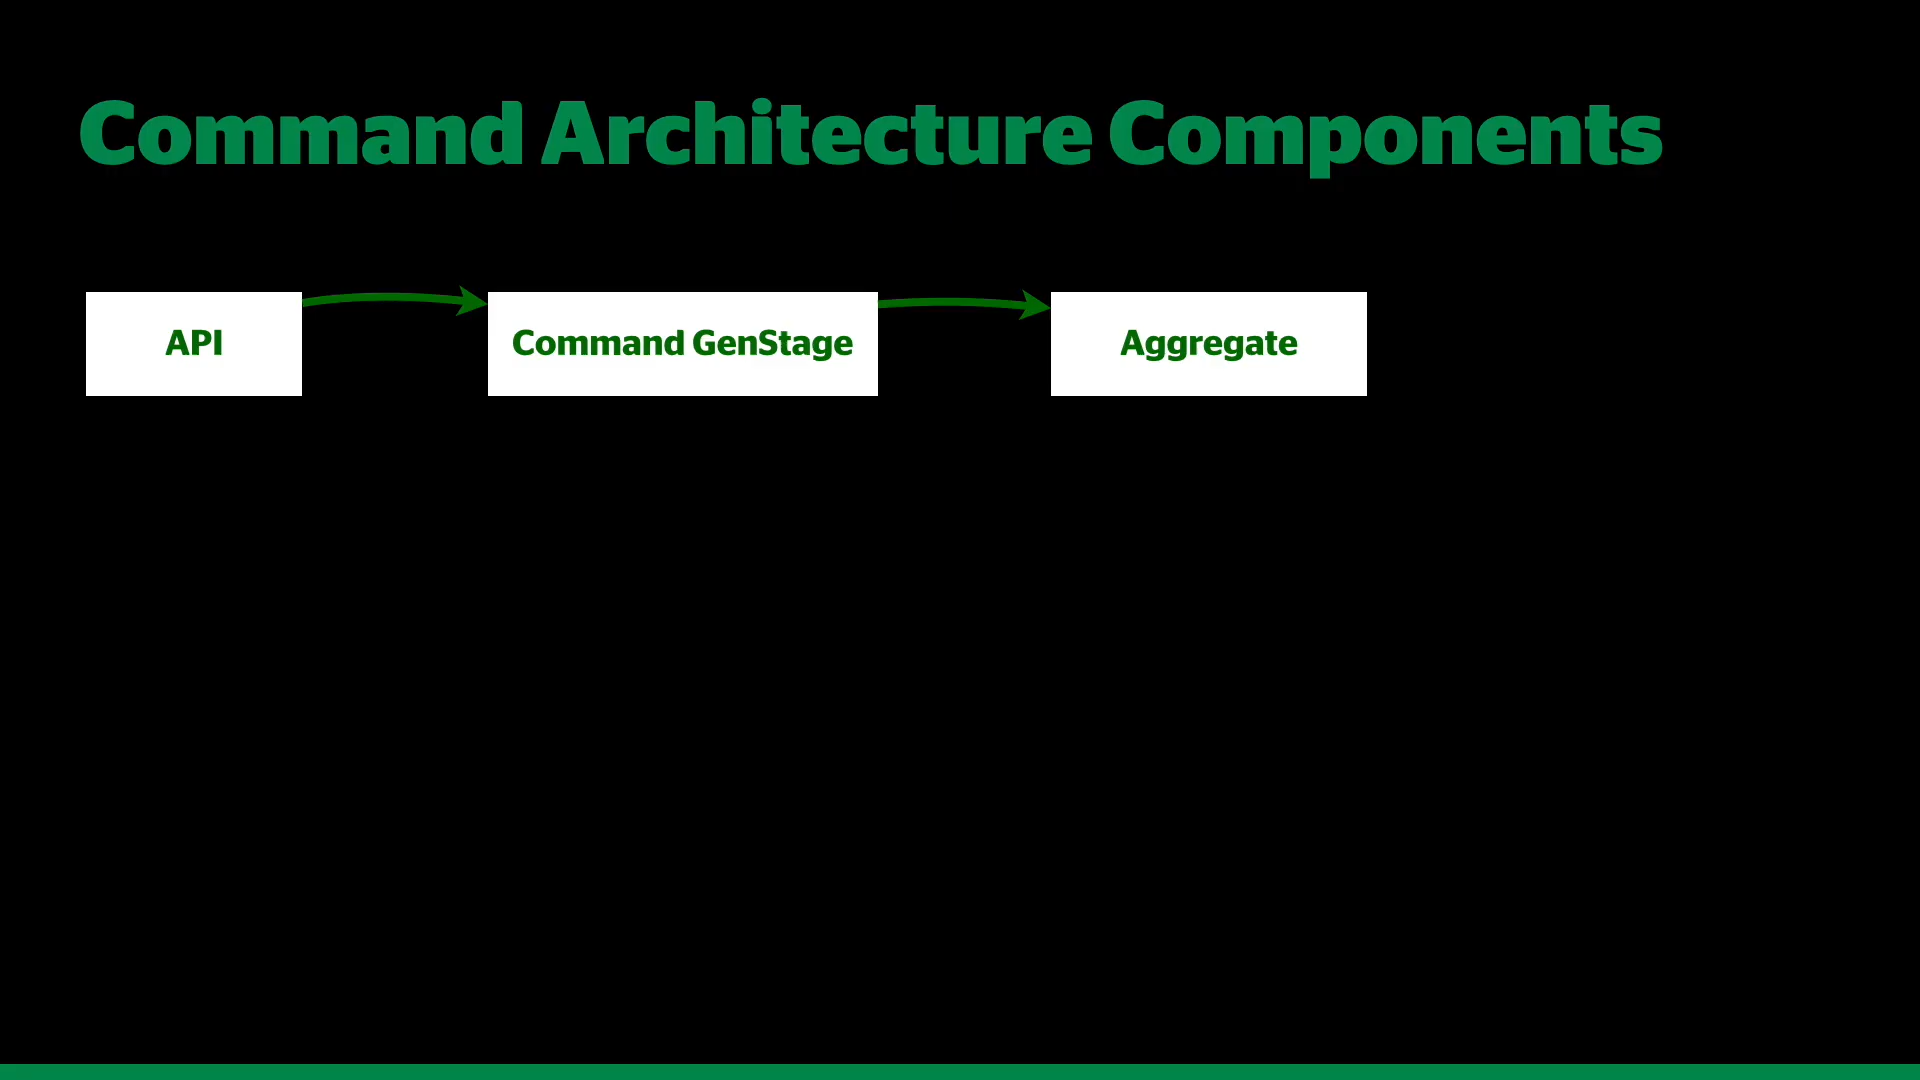 Command Architecture Components
API
Command GenStage
Aggregate